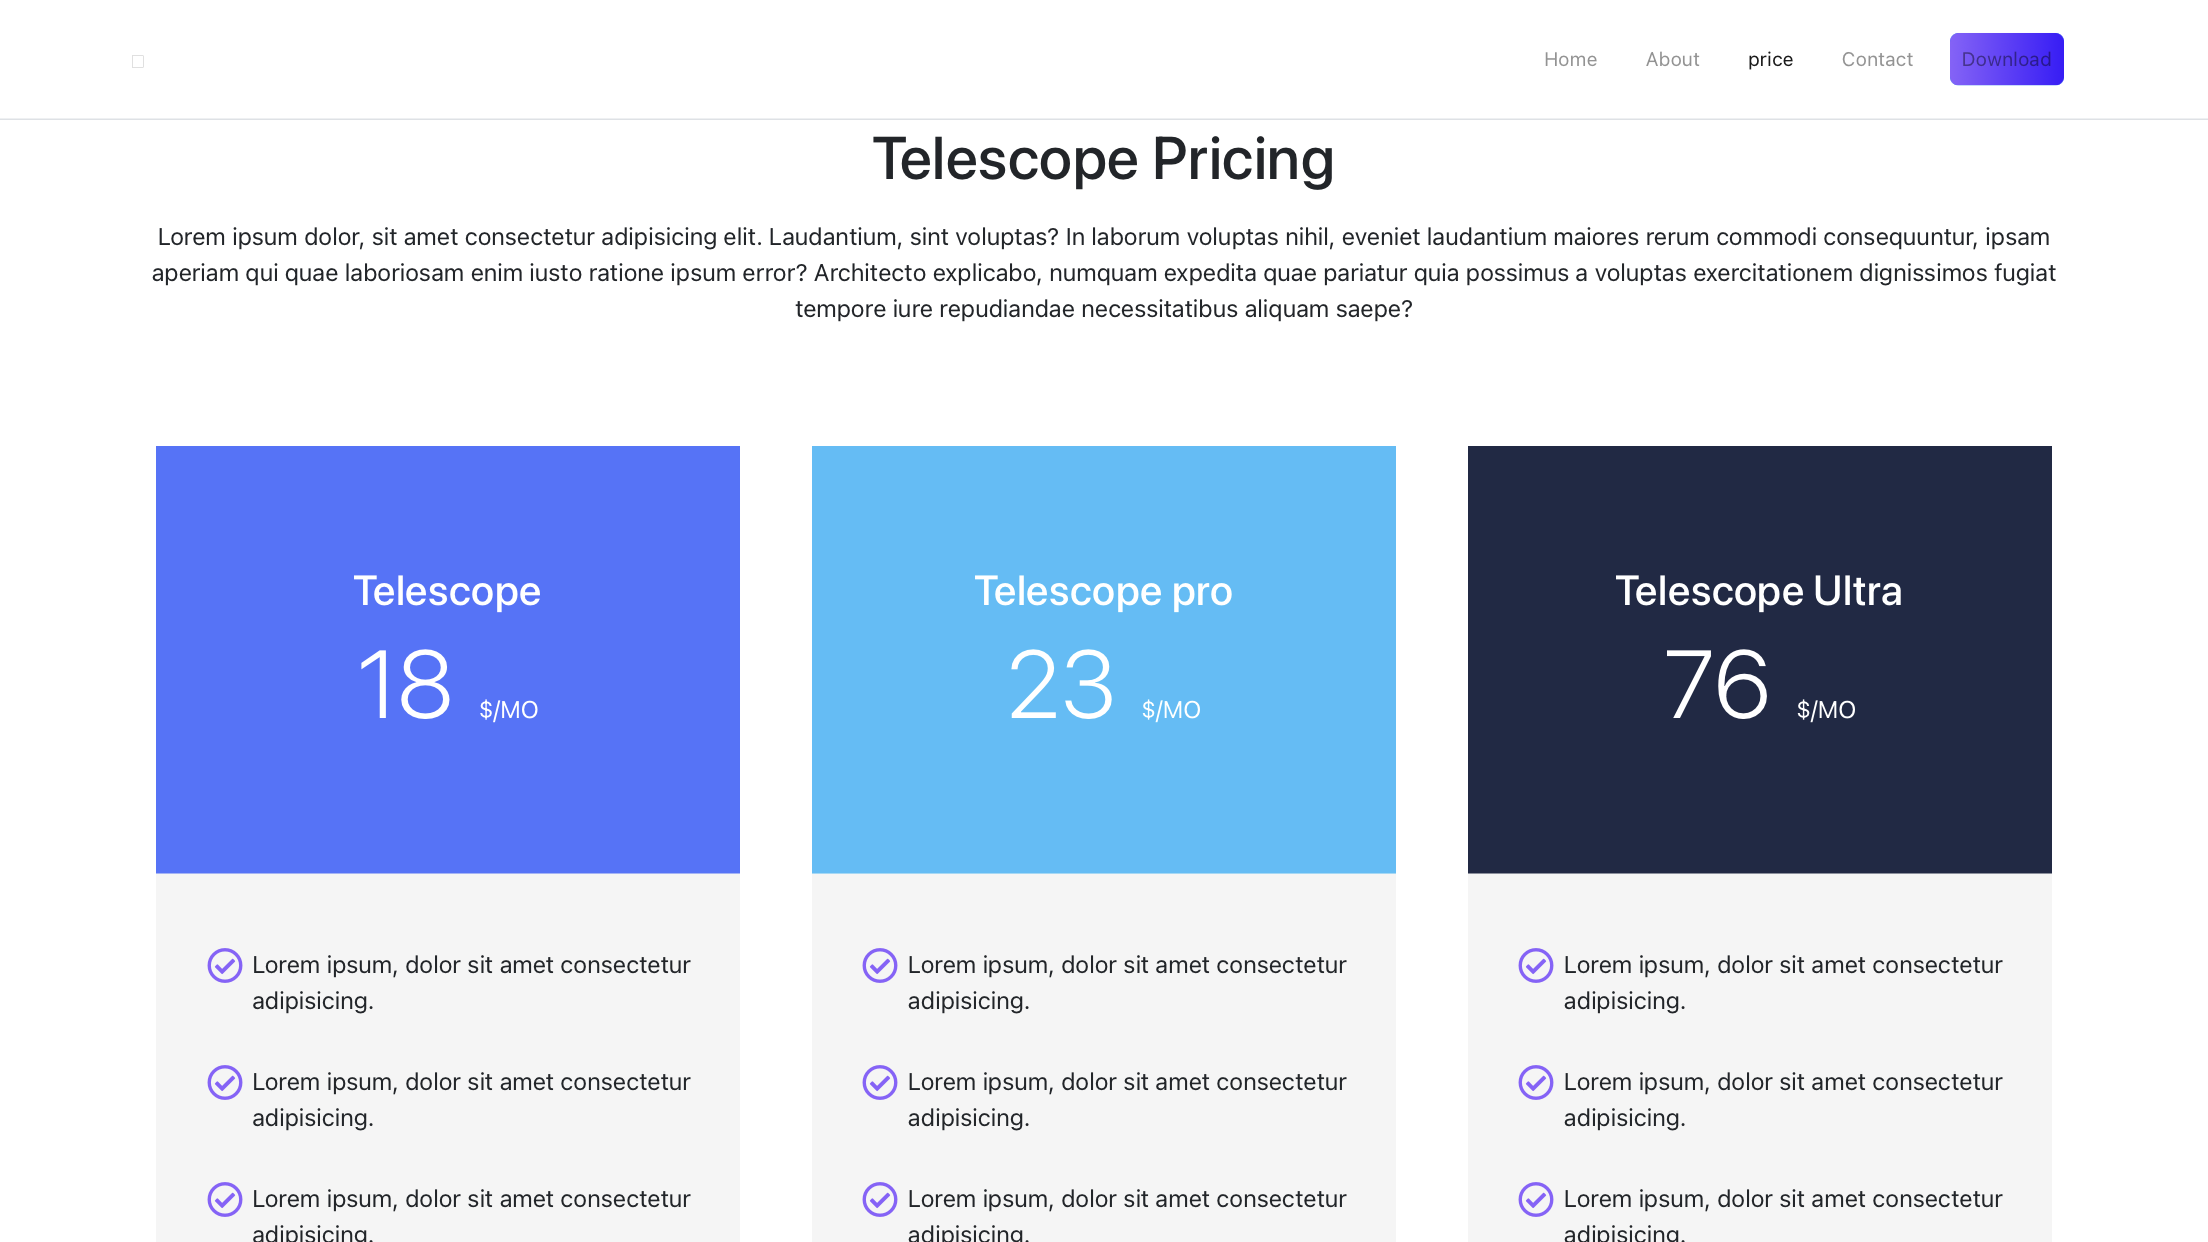 Home About price Contact Download
Telescope Pricing
Lorem ipsum dolor, sit amet consectetur adipisicing elit. Laudantium, sint voluptas? In laborum voluptas nihil, eveniet laudantium maiores rerum commodi consequuntur, ipsam
aperiam qui quae laboriosam enim iusto ratione ipsum error? Architecto explicabo, numquam expedita quae pariatur quia possimus a voluptas exercitationem dignissimos fugiat
tempore iure repudiandae necessitatibus aliquam saepe?
Telescope
18 $/MO
Lorem ipsum, dolor sit amet consectetur
adipisicing.
Lorem ipsum, dolor sit amet consectetur
adipisicing.
Lorem ipsum, dolor sit amet consectetur
adipisicing.
Telescope pro
23 $/MO
Lorem ipsum, dolor sit amet consectetur
adipisicing.
Lorem ipsum, dolor sit amet consectetur
adipisicing.
Lorem ipsum, dolor sit amet consectetur
adipisicing.
Telescope Ultra
76 $/MO
Lorem ipsum, dolor sit amet consectetur
adipisicing.
Lorem ipsum, dolor sit amet consectetur
adipisicing.
Lorem ipsum, dolor sit amet consectetur
adipisicing.